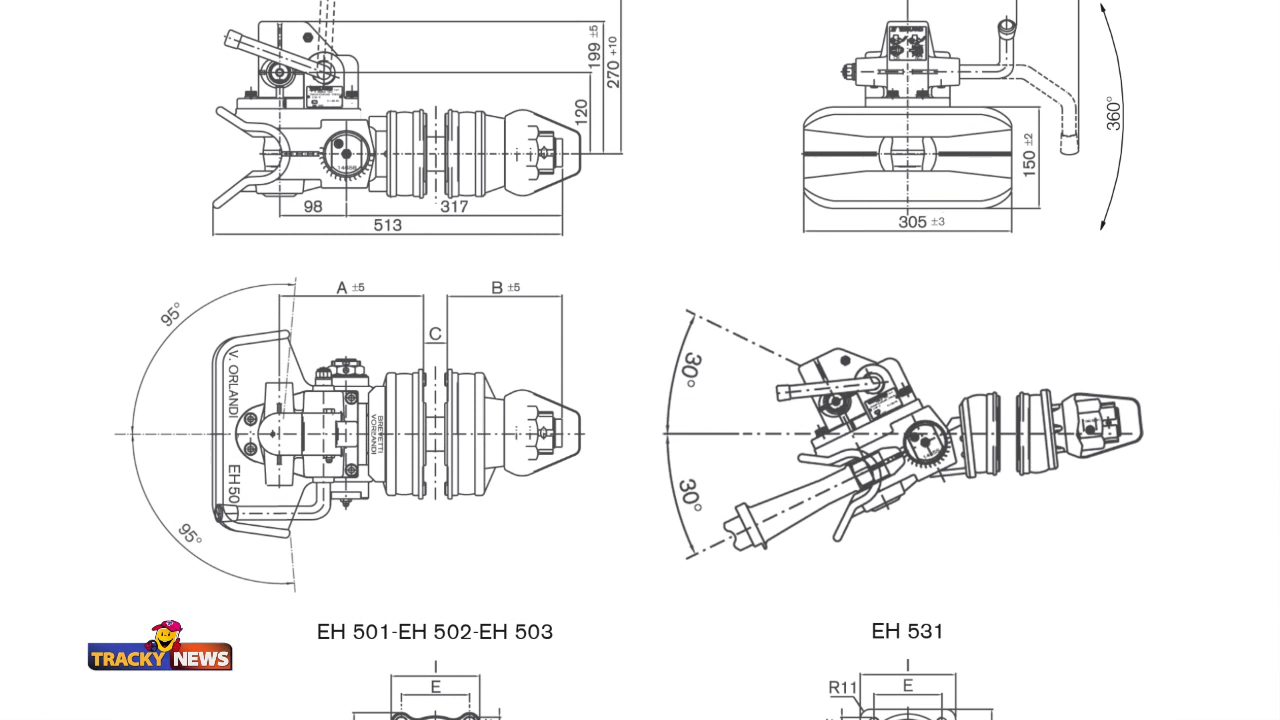 199 ±5
270 +10
120
98
317
513
360°
150 ±2
305 ±3
A ±5
B ±5
C
95°
95°
V. ORLANDI
EH50
BREVETTI
V.ORLANDI
30°
30°
EH 501-EH 502-EH 503
EH 531
TRACKY NEWS
E
R11
E